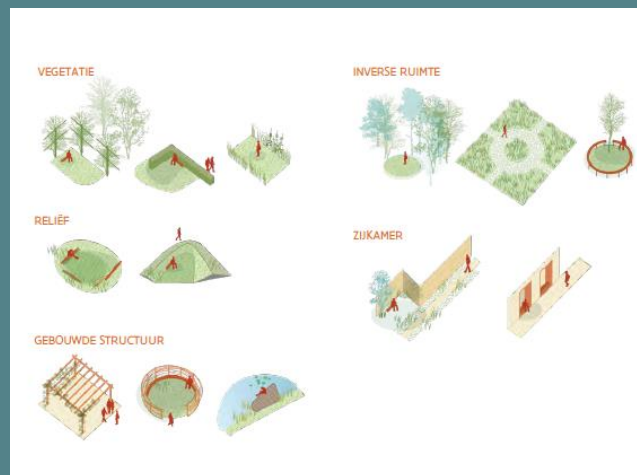 VEGETATIE
INVERSE RUIMTE
RELIËF
ZIJKAMER
GEBOUWDE STRUCTUUR